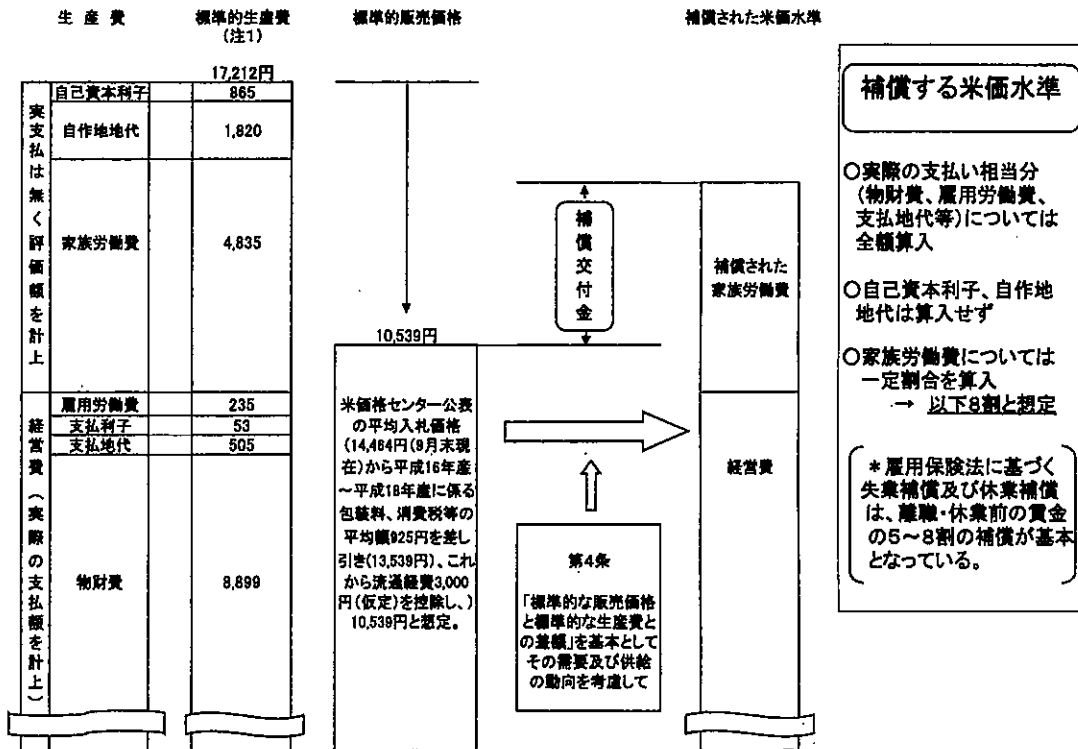 生 産 費
標準的生産費
(注1)
標準的販売価格
補償された米価水準
17,212円
実支払は無く評価額を計上
自己資本利子
865
自作地地代
1,820
家族労働費
4,835
経営費(実際の支払額を計上)
雇用労働費
235
支払利子
53
支払地代
505
物財費
8,899
10,539円
米価格センター公表
の平均入札価格
(14,464円(9月末現
在)から平成16年産
~平成18年産に係る
包装料、消費税等の
平均額925円を差し
引き(13,539円)、これ
から流通経費3,000
円(仮定)を控除し、)
10,539円と想定。
補償交付金
第4条
「標準的な販売価格
と標準的な生産費と
の差額」を基本として
その需要及び供給
の動向を考慮して
補償された
家族労働費
経営費
補償する米価水準
○実際の支払い相当分
(物財費、雇用労働費、
支払地代等)については
全額算入
○自己資本利子、自作地
地代は算入せず
○家族労働費については
一定割合を算入
→ 以下8割と想定
*雇用保険法に基づく
失業補償及び休業補償
は、離職・休業前の賃金
の5~8割の補償が基本
となっている。